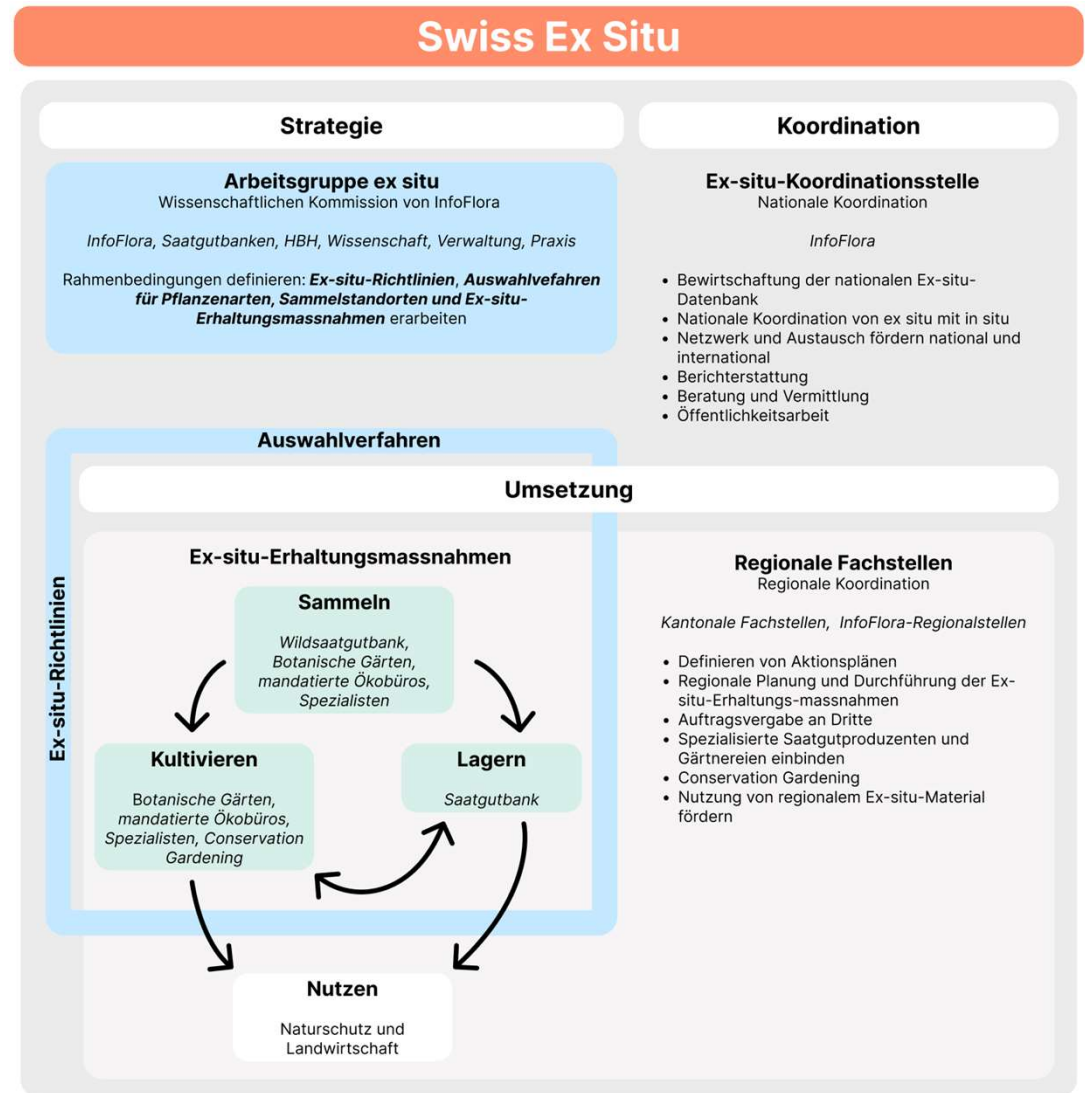 Swiss Ex Situ
Strategie
Koordination
Arbeitsgruppe ex situ
Wissenschaftlichen Kommission von InfoFlora
InfoFlora, Saatgutbanken, HBH, Wissenschaft, Verwaltung, Praxis
Rahmenbedingungen definieren: Ex-situ-Richtlinien, Auswahlvefahren
für Pflanzenarten, Sammelstandorten und Ex-situ-
Erhaltungsmassnahmen erarbeiten
Ex-situ-Koordinationsstelle
Nationale Koordination
InfoFlora
• Bewirtschaftung der nationalen Ex-situ-
Datenbank
• Nationale Koordination von ex situ mit in situ
• Netzwerk und Austausch fördern national und
international
• Berichterstattung
• Beratung und Vermittlung
• Öffentlichkeitsarbeit
Auswahlverfahren
Umsetzung
Ex-situ-Richtlinien
Ex-situ-Erhaltungsmassnahmen
Sammeln
Wildsaatgutbank,
Botanische Gärten,
mandatierte Ökobüros,
Spezialisten
Kultivieren
Botanische Gärten,
mandatierte Ökobüros,
Spezialisten, Conservation
Gardening
Lagern
Saatgutbank
Nutzen
Naturschutz und
Landwirtschaft
Regionale Fachstellen
Regionale Koordination
Kantonale Fachstellen, InfoFlora-Regionalstellen
• Definieren von Aktionsplänen
• Regionale Planung und Durchführung der Ex-
situ-Erhaltungs-massnahmen
• Auftragsvergabe an Dritte
• Spezialisierte Saatgutproduzenten und
Gärtnereien einbinden
• Conservation Gardening
• Nutzung von regionalem Ex-situ-Material
fördern